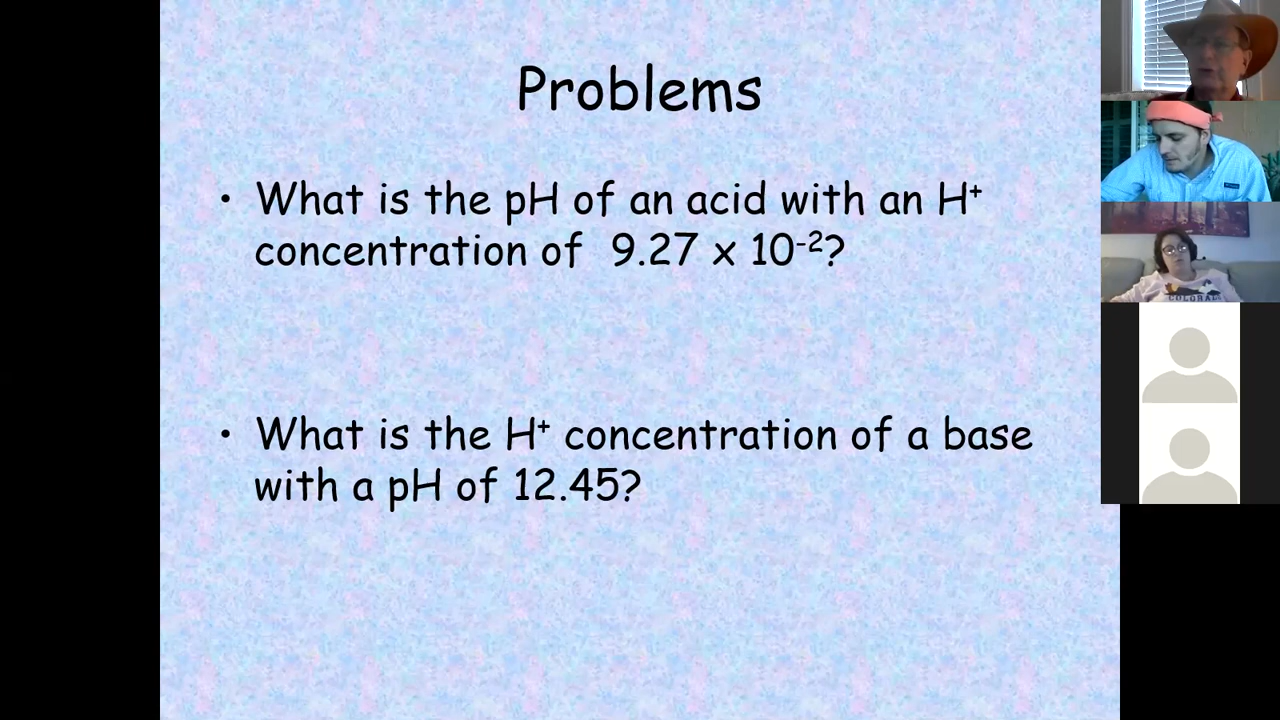 Problems
• What is the pH of an acid with an H⁺
concentration of 9.27 x 10⁻²?
• What is the H⁺ concentration of a base
with a pH of 12.45?